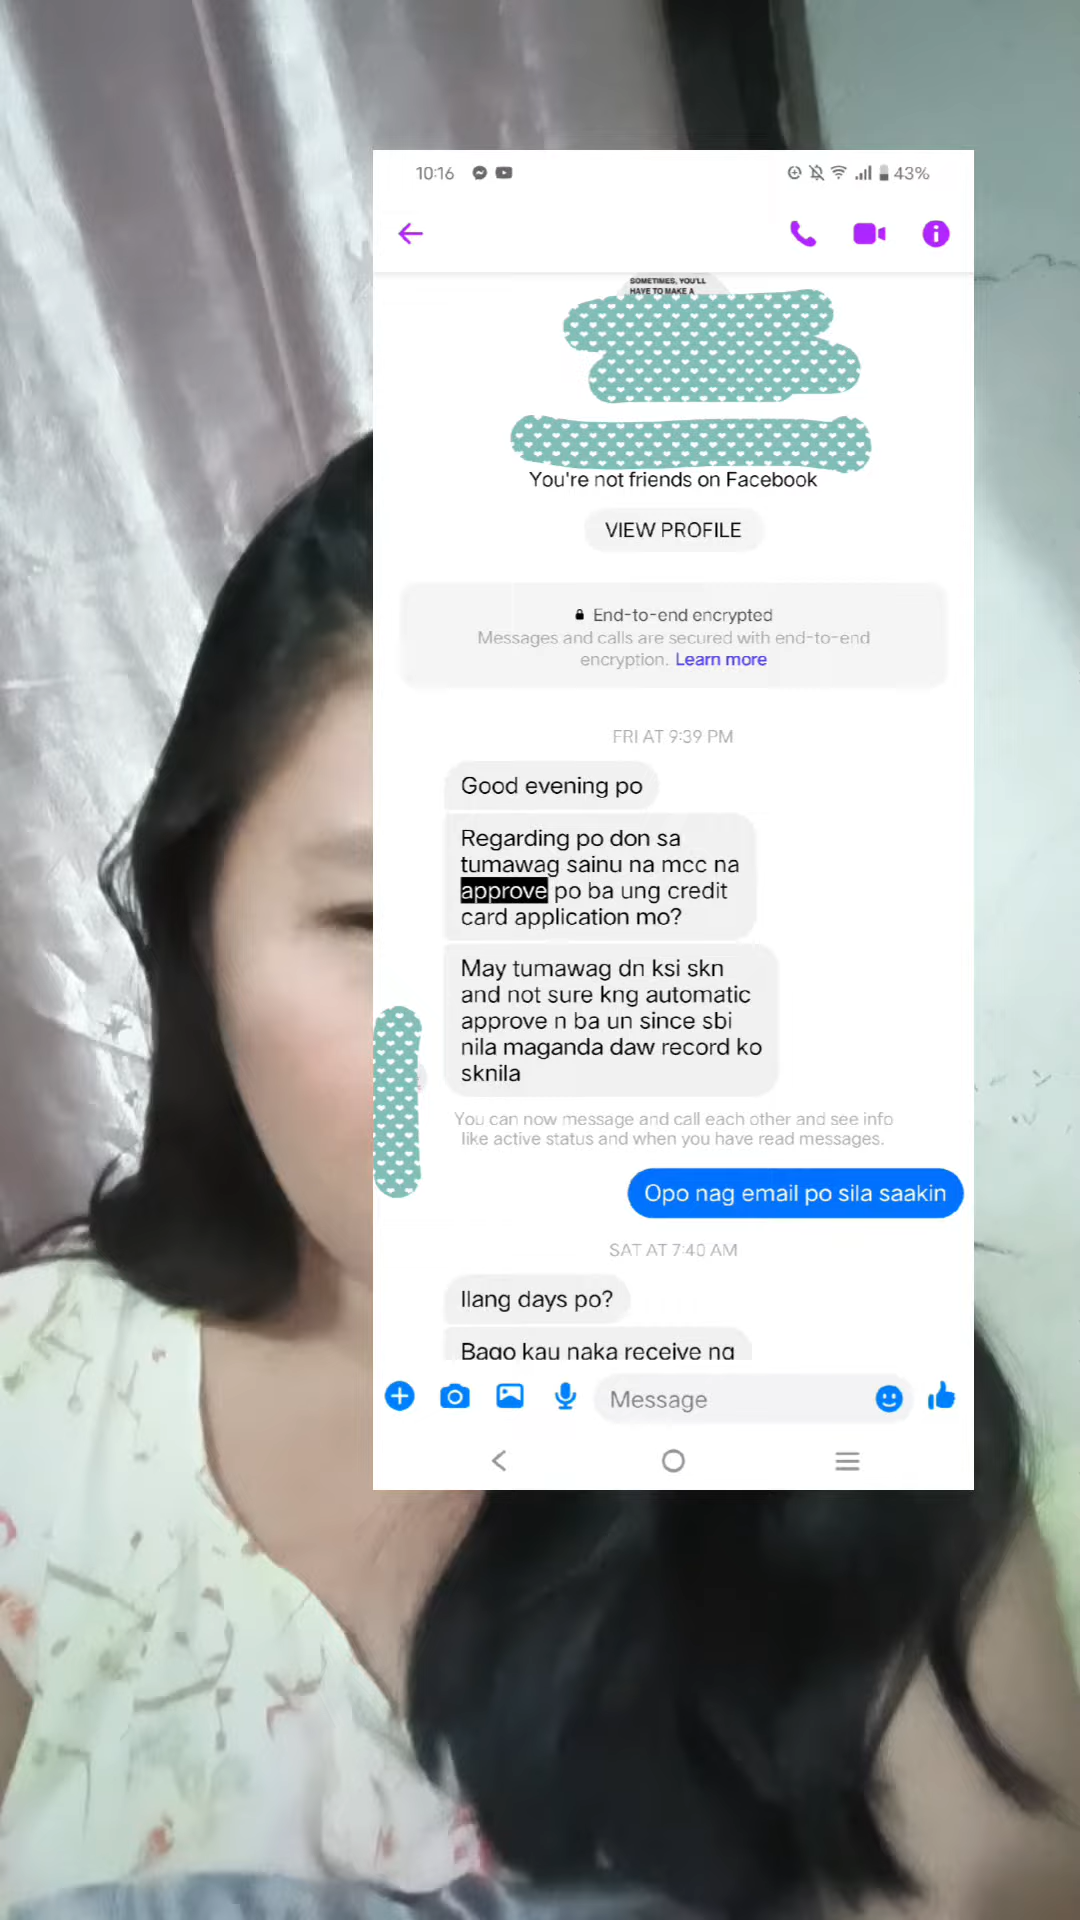 10:16
43%
SOMETIMES, YOU'LL
HAVE TO MAKE A
You're not friends on Facebook
VIEW PROFILE
End-to-end encrypted
Messages and calls are secured with end-to-end
encryption. Learn more
FRI AT 9:39 PM
Good evening po
Regarding po don sa
tumawag sainu na mcc na
approve po ba ung credit
card application mo?
May tumawag dn ksi skn
and not sure kng automatic
approve n ba un since sbi
nila maganda daw record ko
sknila
You can now message and call each other and see info
like active status and when you have read messages.
Opo nag email po sila saakin
SAT AT 7:40 AM
Ilang days po?
Bago kau naka receive ng
Message